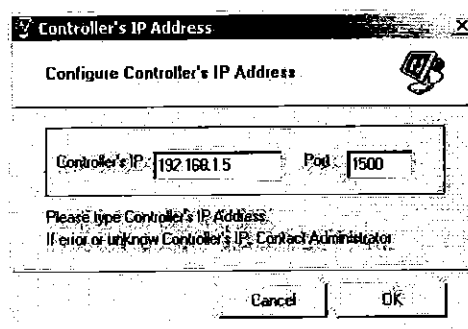 Controller's IP Address
Configure Controller's IP Address
Controller's IP: 192.168.1.5 Port: 1500
Please type Controller's IP Address.
If error or unknow Controller's IP, Contact Administrator
Cancel OK